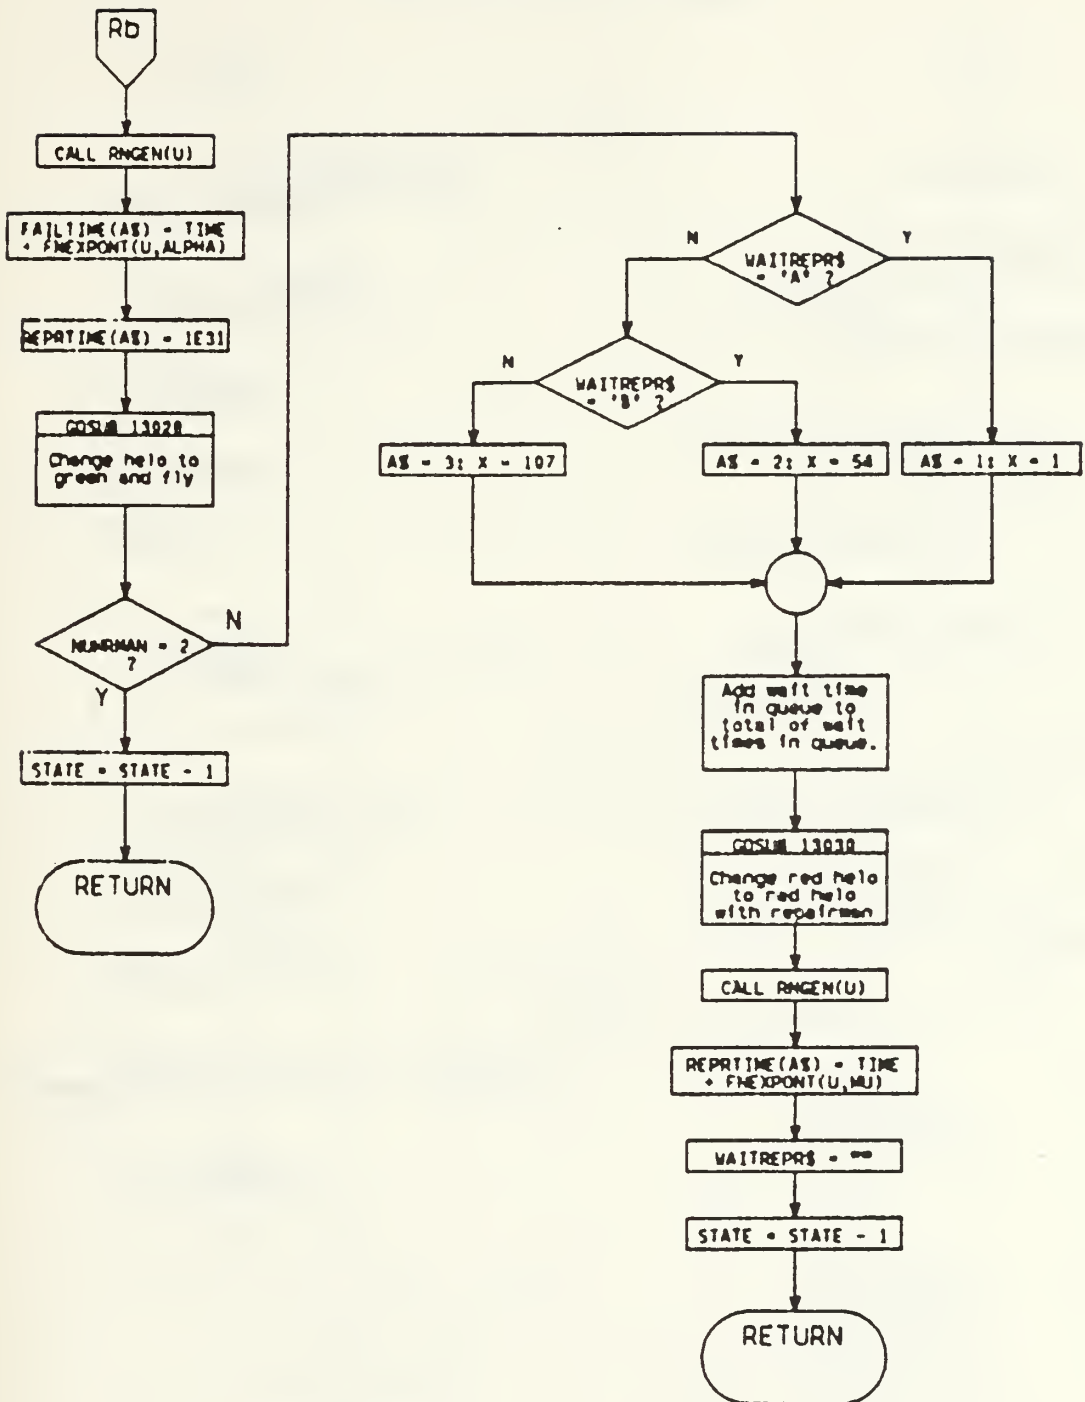 Rb
CALL RNGEN(U)
FAILTIME(A%) = TIME
+ FNEXPONT(U,ALPHA)
REPRTIME(A%) = 1E31
GOSUB 13020
Change helo to
green and fly
NUMRMAN = 2
?
N
Y
STATE = STATE - 1
RETURN
WAITREPR$
= 'A' ?
N
Y
WAITREPR$
= 'B' ?
N
Y
A% = 3: X = 107
A% = 2: X = 54
A% = 1: X = 1
Add wait time
in queue to
total of wait
times in queue.
GOSUB 13030
Change red helo
to red helo
with repairman
CALL RNGEN(U)
REPRTIME(A%) = TIME
+ FNEXPONT(U,MU)
WAITREPR$ = ""
STATE = STATE - 1
RETURN